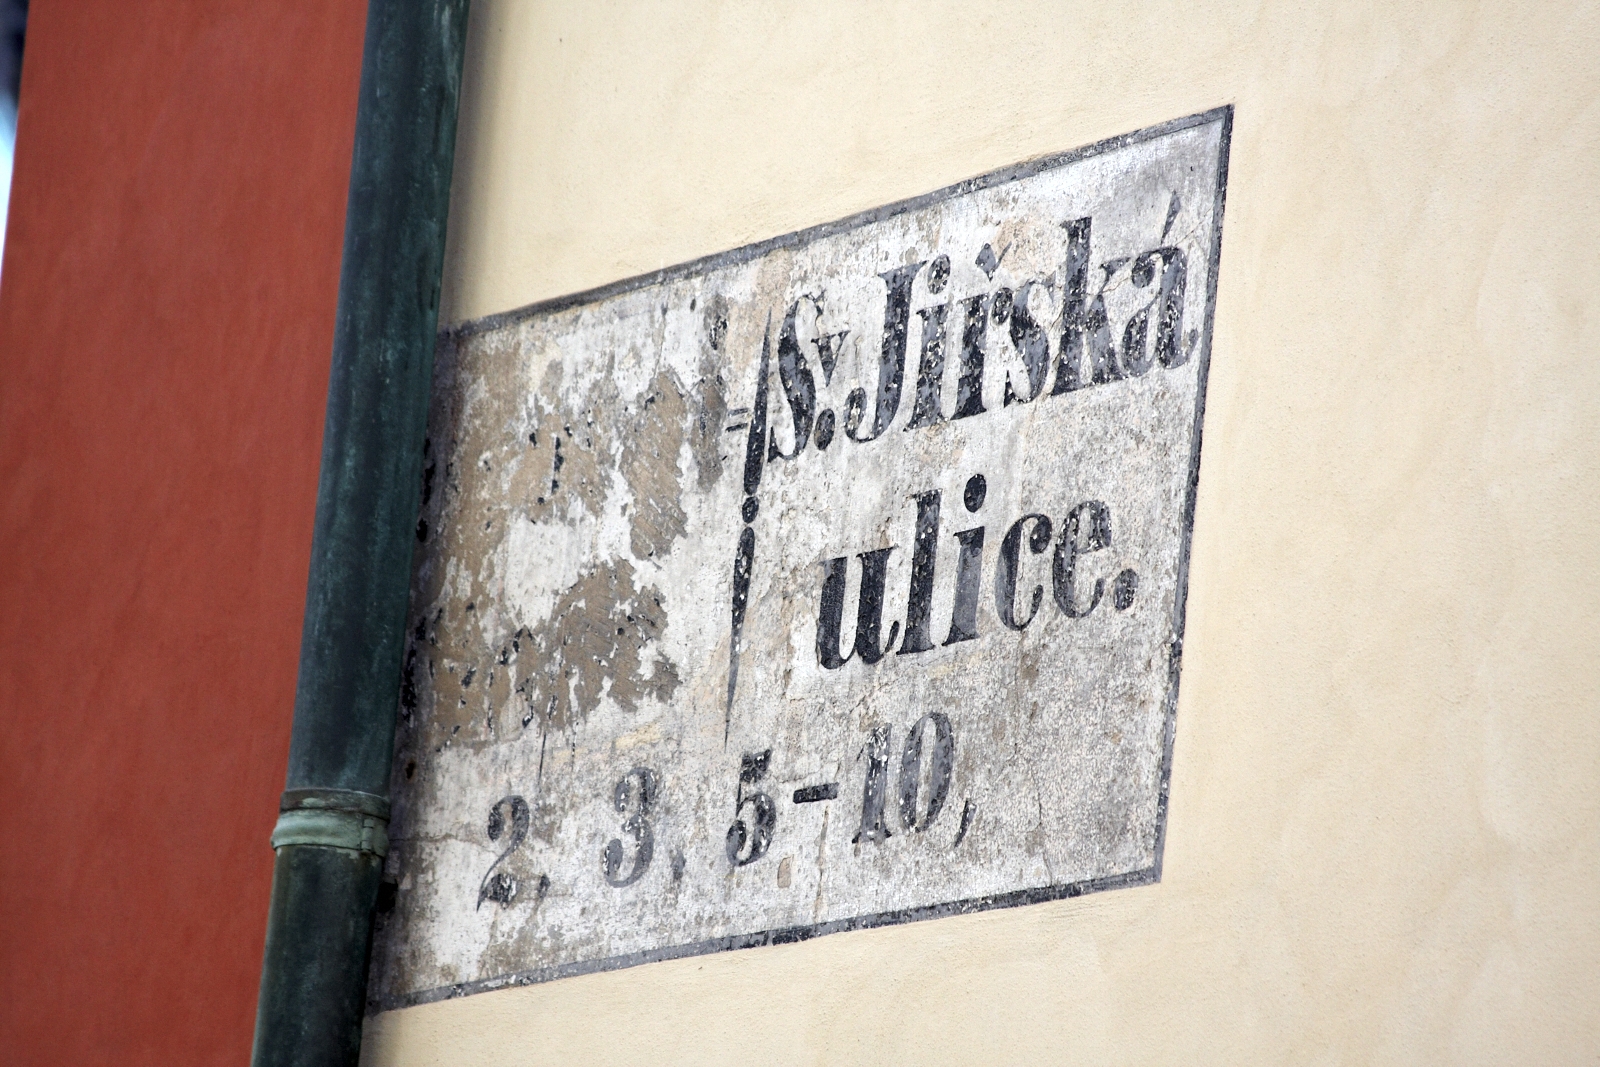 Sv. Jiřská
ulice.
2, 3, 5-10,